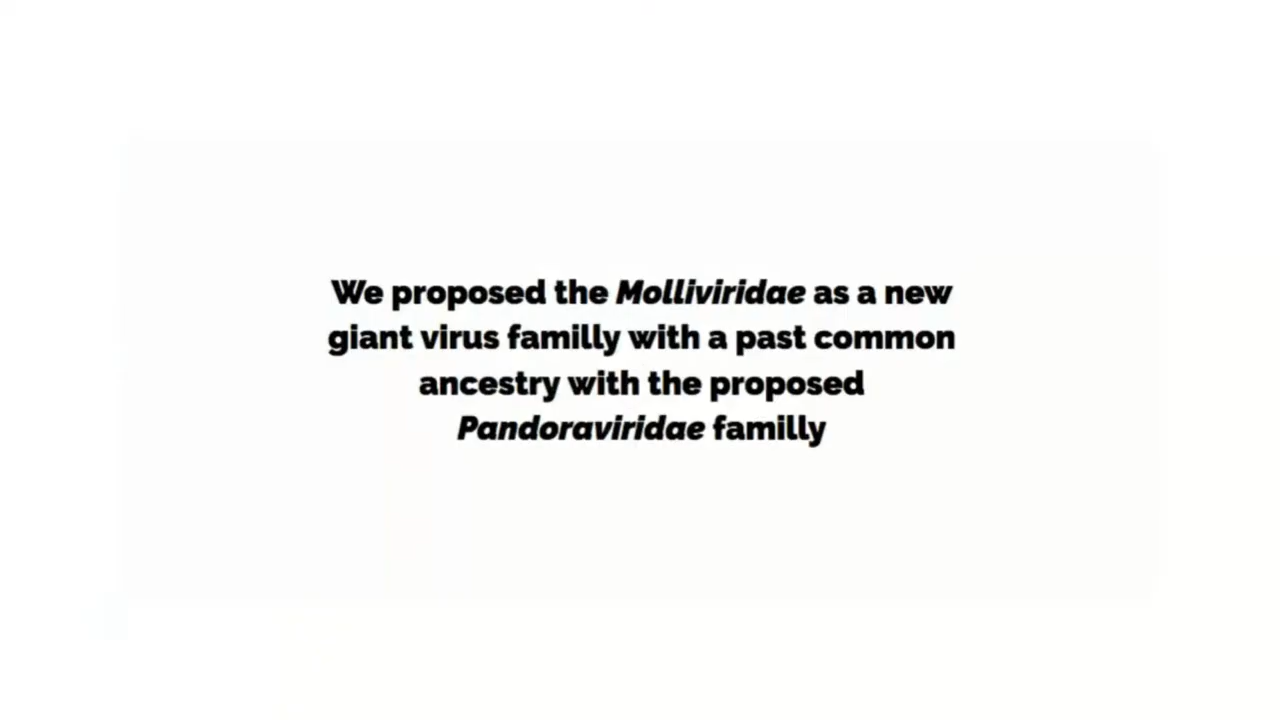 We proposed the Molliviridae as a new
giant virus familly with a past common
ancestry with the proposed
Pandoraviridae familly